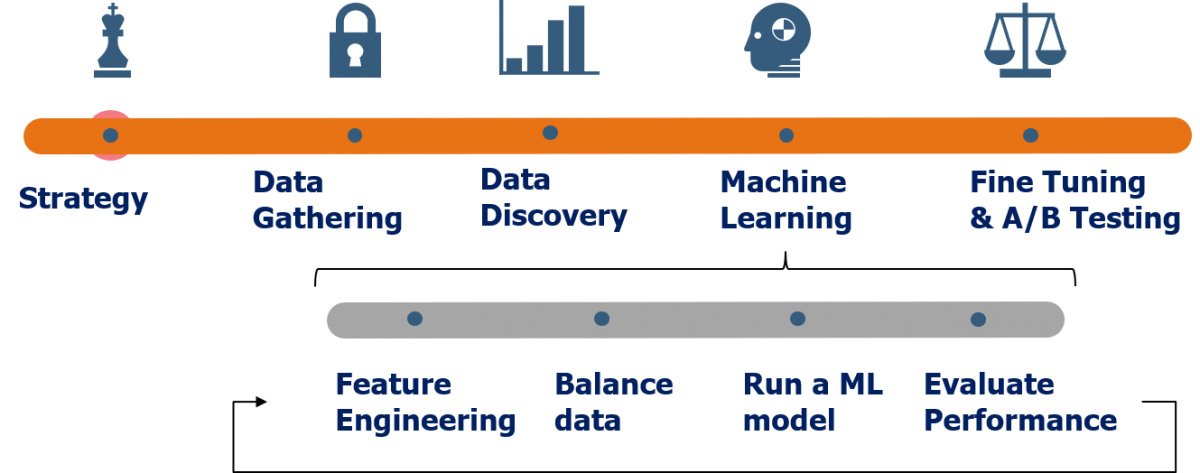 Strategy
Data
Gathering
Data
Discovery
Machine
Learning
Fine Tuning
& A/B Testing
Feature
Engineering
Balance
data
Run a ML
model
Evaluate
Performance